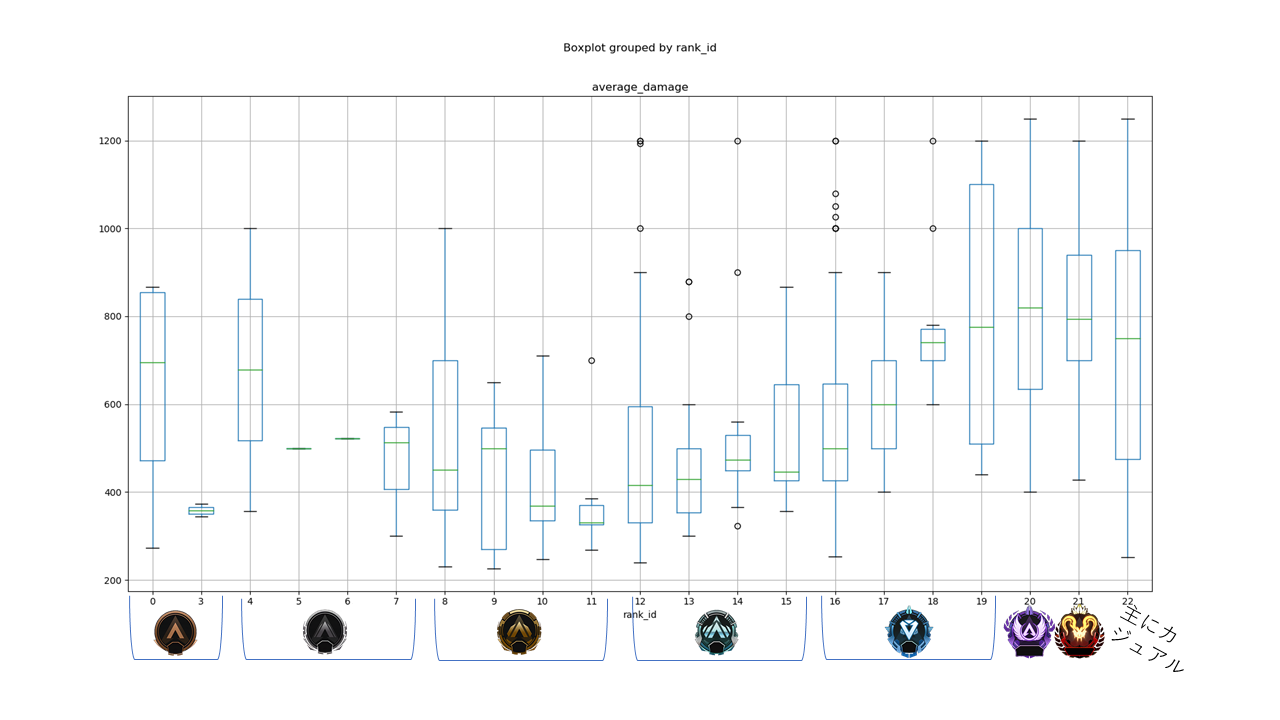 Boxplot grouped by rank_id
average_damage
1200
1000
800
600
400
200
0 3 4 5 6 7 8 9 10 11 12 13 14 15 16 17 18 19 20 21 22
rank_id
主にカ
ジュアル